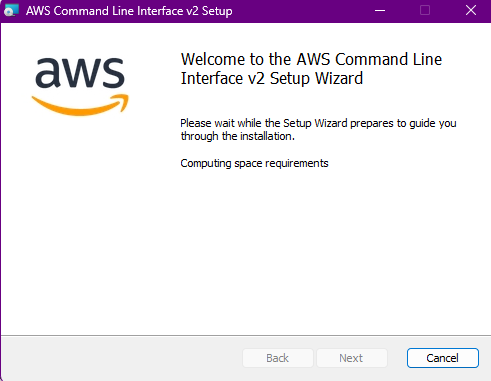 AWS Command Line Interface v2 Setup
aws
Welcome to the AWS Command Line
Interface v2 Setup Wizard
Please wait while the Setup Wizard prepares to guide you
through the installation.
Computing space requirements
Back
Next
Cancel